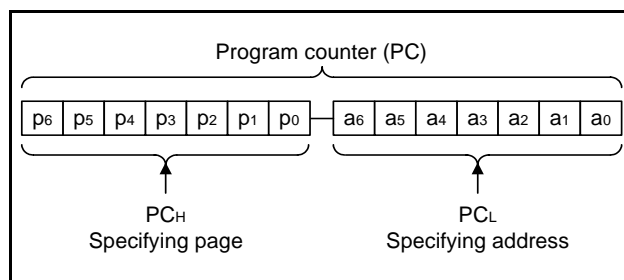 Program counter (PC)
p6 p5 p4 p3 p2 p1 p0 a6 a5 a4 a3 a2 a1 a0
PCH PCL
Specifying page Specifying address